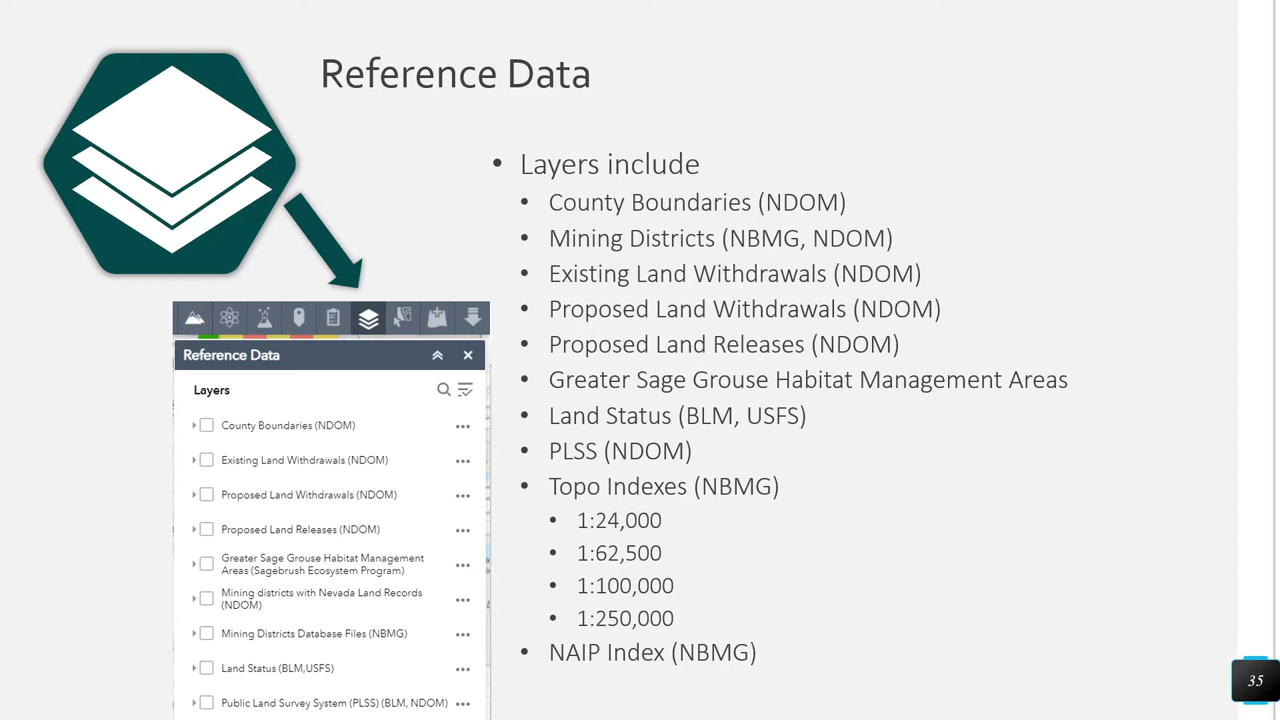 Reference Data
• Layers include
• County Boundaries (NDOM)
• Mining Districts (NBMG, NDOM)
• Existing Land Withdrawals (NDOM)
• Proposed Land Withdrawals (NDOM)
• Proposed Land Releases (NDOM)
• Greater Sage Grouse Habitat Management Areas
• Land Status (BLM, USFS)
• PLSS (NDOM)
• Topo Indexes (NBMG)
• 1:24,000
• 1:62,500
• 1:100,000
• 1:250,000
• NAIP Index (NBMG)
Reference Data
Layers
County Boundaries (NDOM)
Existing Land Withdrawals (NDOM)
Proposed Land Withdrawals (NDOM)
Proposed Land Releases (NDOM)
Greater Sage Grouse Habitat Management
Areas (Sagebrush Ecosystem Program)
Mining districts with Nevada Land Records
(NDOM)
Mining Districts Database Files (NBMG)
Land Status (BLM,USFS)
Public Land Survey System (PLSS) (BLM, NDOM)
35